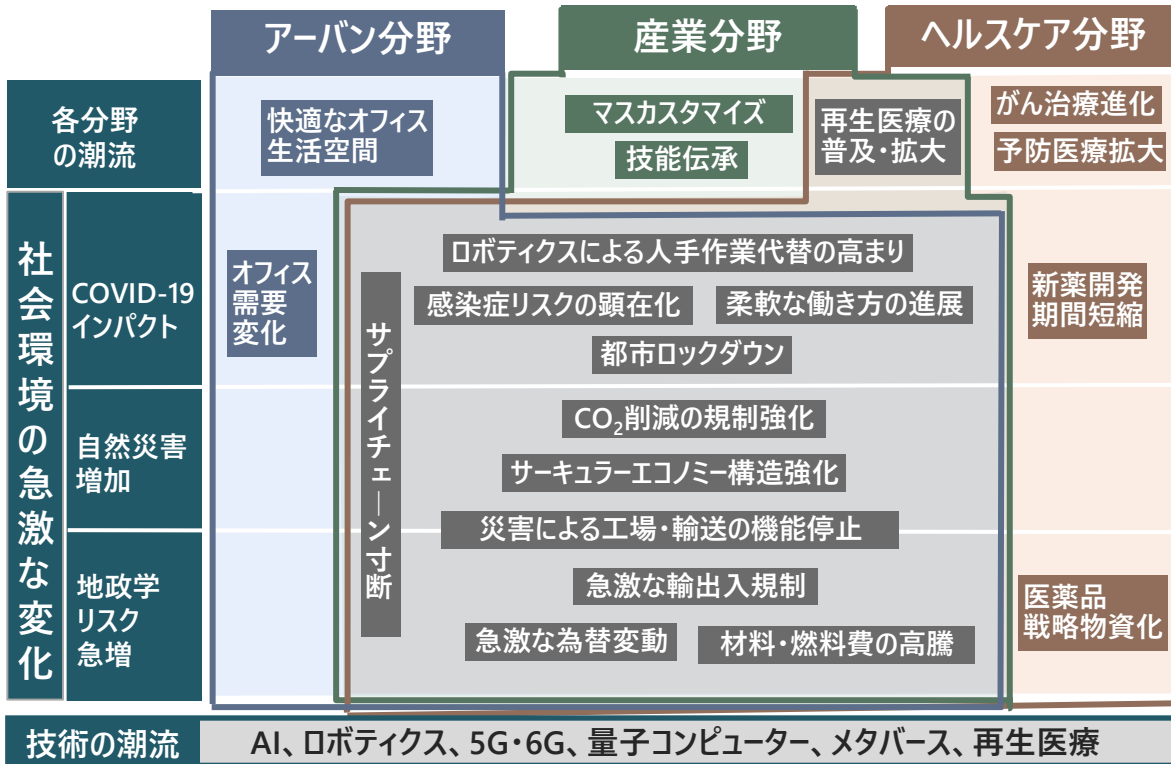 アーバン分野
産業分野
ヘルスケア分野
各分野
の潮流
快適なオフィス
生活空間
マスカスタマイズ
技能伝承
再生医療の
普及・拡大
がん治療進化
予防医療拡大
社会環境の急激な変化
COVID-19
インパクト
オフィス
需要
変化
サプライチェーン寸断
ロボティクスによる人手作業代替の高まり
感染症リスクの顕在化
柔軟な働き方の進展
都市ロックダウン
新薬開発
期間短縮
自然災害
増加
CO₂削減の規制強化
サーキュラーエコノミー構造強化
災害による工場・輸送の機能停止
地政学
リスク
急増
急激な輸出入規制
急激な為替変動
材料・燃料費の高騰
医薬品
戦略物資化
技術の潮流
AI、ロボティクス、5G・6G、量子コンピューター、メタバース、再生医療